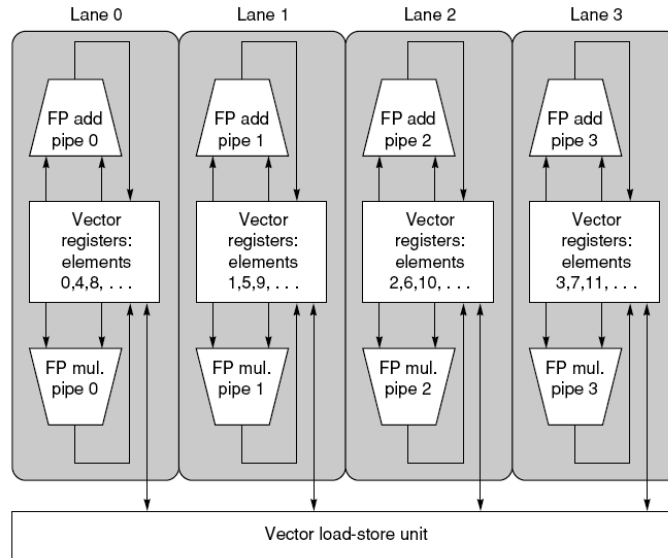 Lane 0
Lane 1
Lane 2
Lane 3
FP add
pipe 0
FP add
pipe 1
FP add
pipe 2
FP add
pipe 3
Vector
registers:
elements
0,4,8, . . .
Vector
registers:
elements
1,5,9, . . .
Vector
registers:
elements
2,6,10, . . .
Vector
registers:
elements
3,7,11, . . .
FP mul.
pipe 0
FP mul.
pipe 1
FP mul.
pipe 2
FP mul.
pipe 3
Vector load-store unit